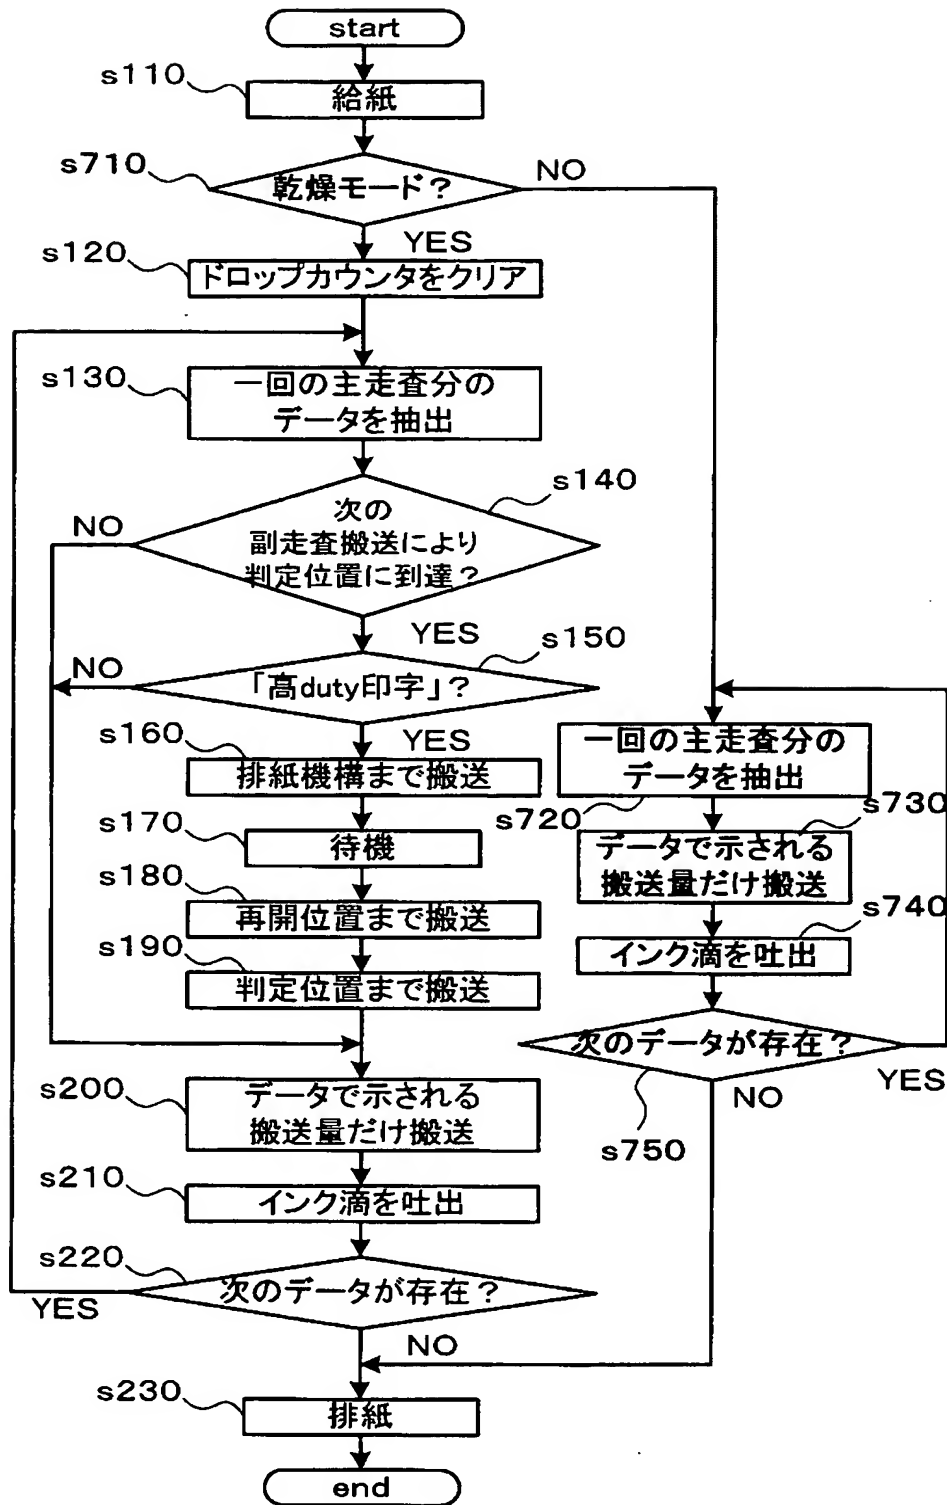 start
s110
給紙
s710
乾燥モード？
NO
YES
s120
ドロップカウンタをクリア
s130
一回の主走査分の
データを抽出
s140
次の
副走査搬送により
判定位置に到達？
NO
YES
s150
「高duty印字」？
NO
YES
s160
排紙機構まで搬送
s170
待機
s180
再開位置まで搬送
s190
判定位置まで搬送
s200
データで示される
搬送量だけ搬送
s210
インク滴を吐出
s220
次のデータが存在？
YES
NO
一回の主走査分の
データを抽出
s720
s730
データで示される
搬送量だけ搬送
s740
インク滴を吐出
次のデータが存在？
YES
NO
s750
s230
排紙
end